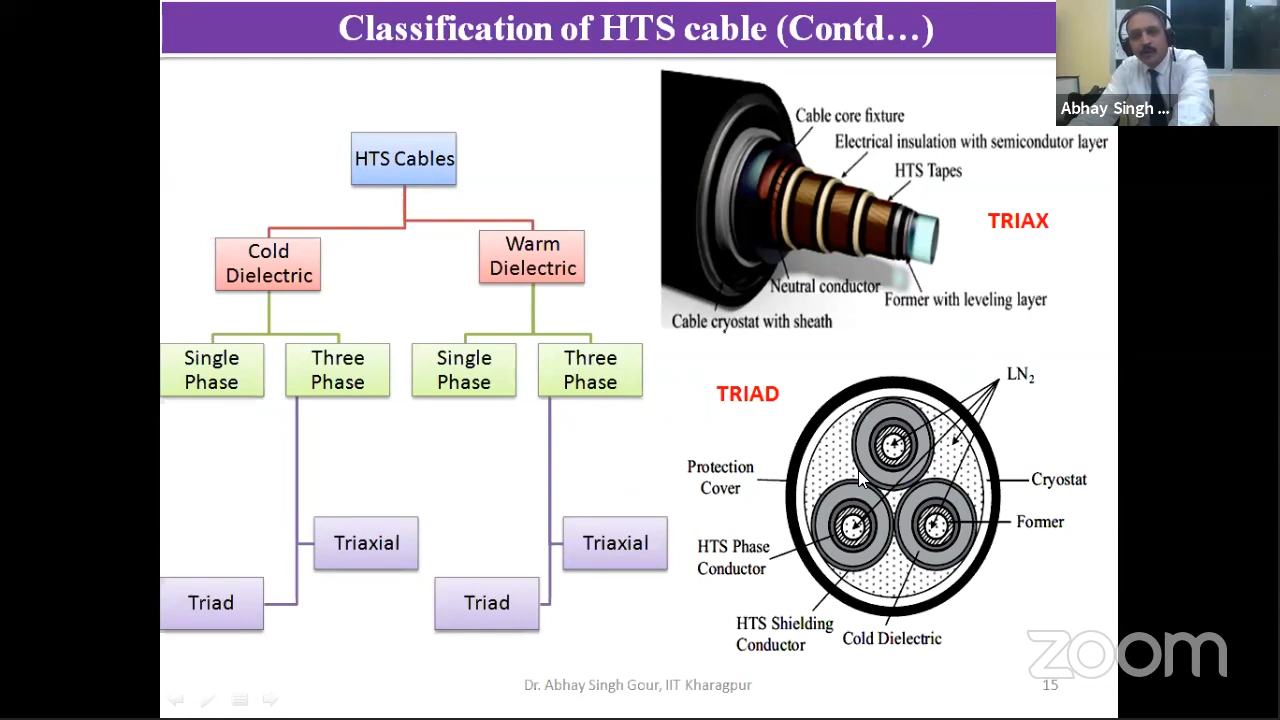 Classification of HTS cable (Contd…)
Abhay Singh ...
HTS Cables
Cold
Dielectric
Warm
Dielectric
Single
Phase
Three
Phase
Single
Phase
Three
Phase
Triaxial
Triad
Triaxial
Triad
Cable core fixture
Electrical insulation with semicondutor layer
HTS Tapes
TRIAX
Neutral conductor
Former with leveling layer
Cable cryostat with sheath
TRIAD
LN2
Protection
Cover
Cryostat
Former
HTS Phase
Conductor
HTS Shielding
Conductor
Cold Dielectric
zoom
Dr. Abhay Singh Gour, IIT Kharagpur
15